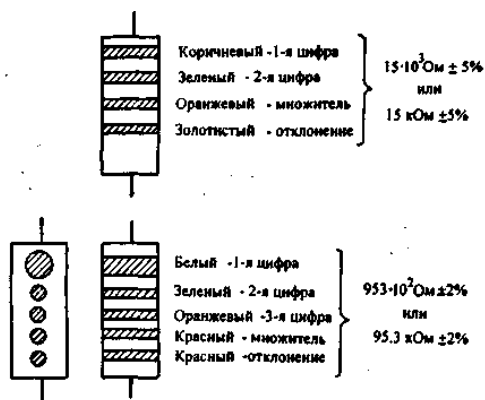 Коричневый -1-я цифра
Зеленый - 2-я цифра
Оранжевый - множитель
Золотистый - отклонение
15·10³Ом ± 5%
или
15 кОм ±5%
Белый -1-я цифра
Зеленый - 2-я цифра
Оранжевый -3-я цифра
Красный - множитель
Красный -отклонение
953·10²Ом±2%
или
95.3 кОм ±2%